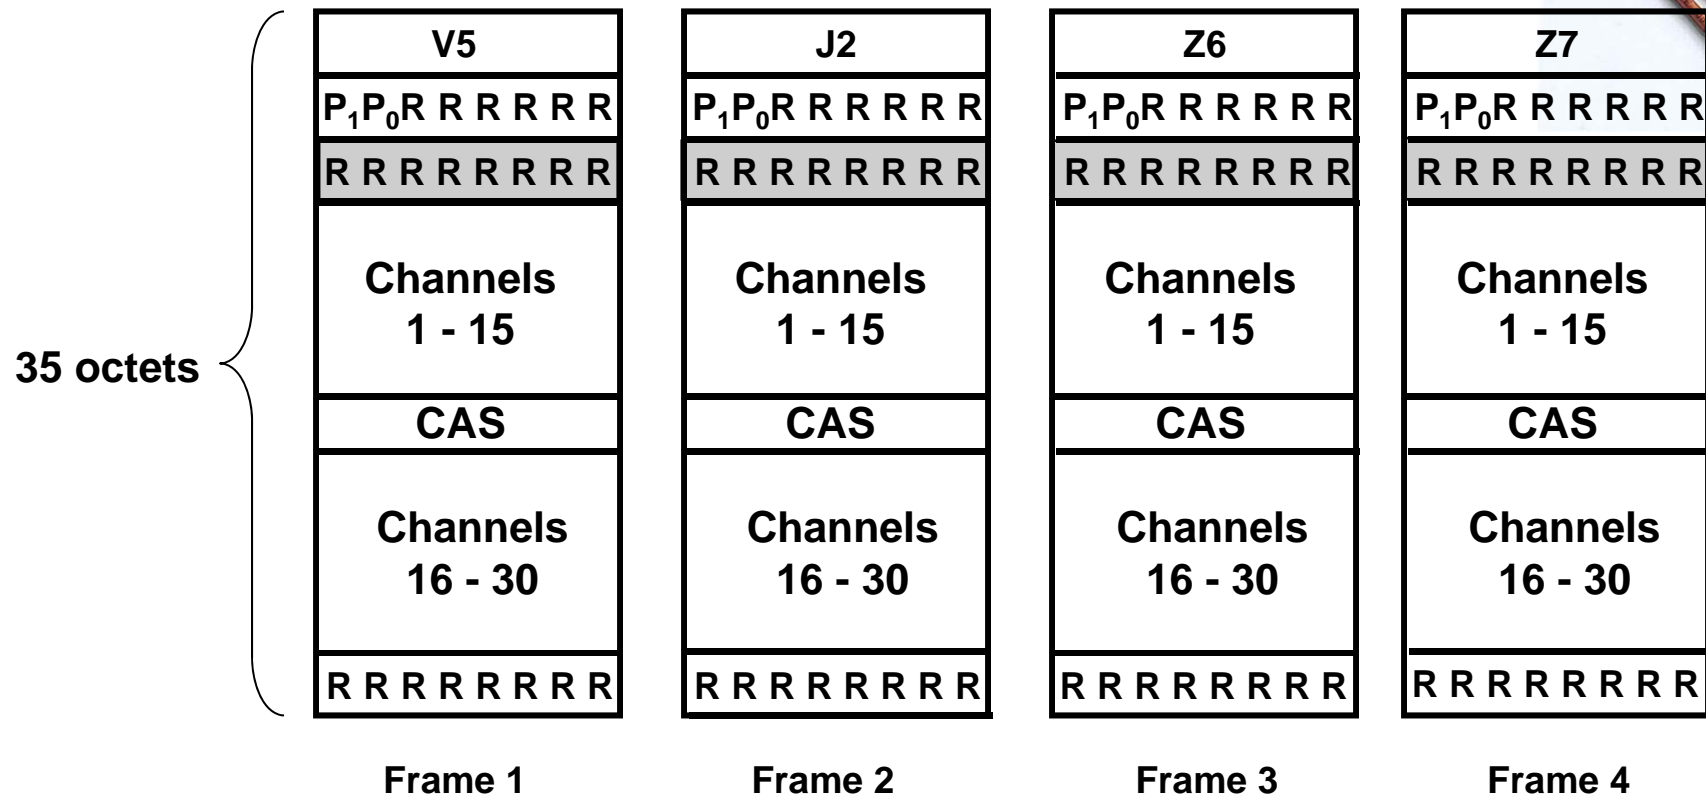 V5 J2 Z6 Z7
P₁P₀R R R R R R P₁P₀R R R R R R P₁P₀R R R R R R P₁P₀R R R R R R
R R R R R R R R R R R R R R R R R R R R R R R R R R R R R R R R
Channels Channels Channels Channels
1 - 15 1 - 15 1 - 15 1 - 15
35 octets
CAS CAS CAS CAS
Channels Channels Channels Channels
16 - 30 16 - 30 16 - 30 16 - 30
R R R R R R R R R R R R R R R R R R R R R R R R R R R R R R R R
Frame 1 Frame 2 Frame 3 Frame 4